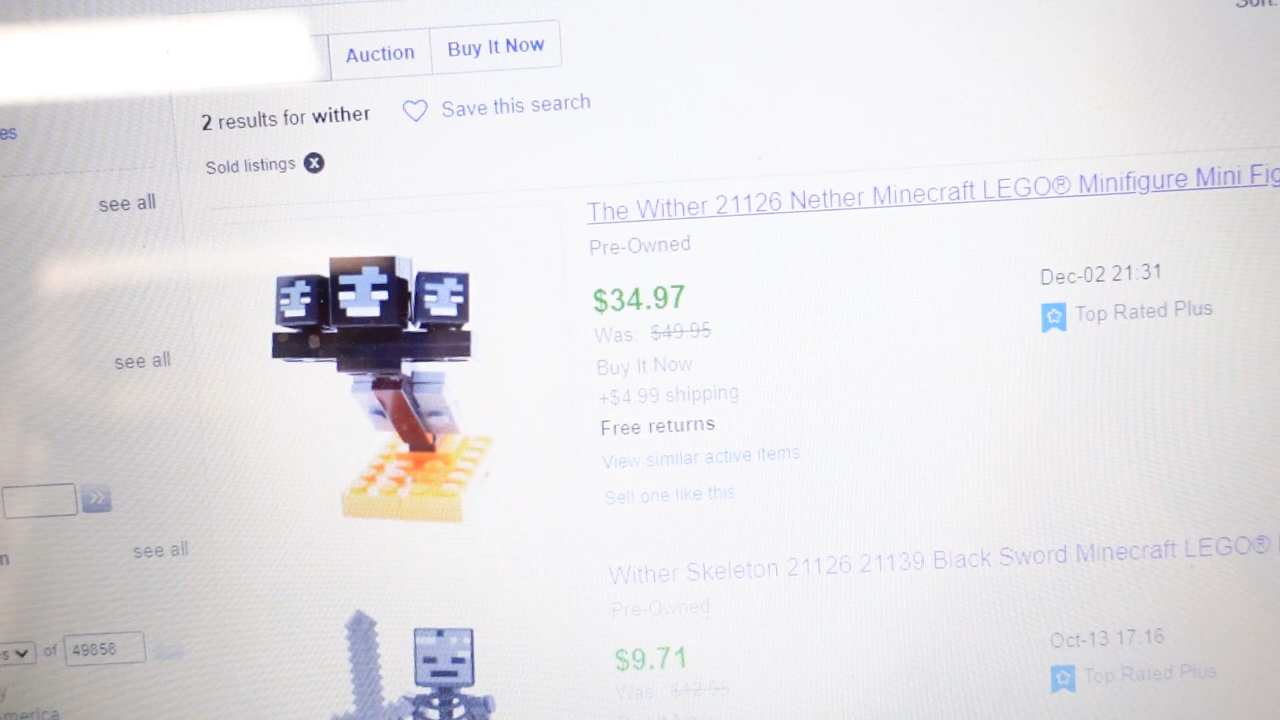 Auction
Buy It Now
es
2 results for wither
Save this search
Sold listings
see all
The Wither 21126 Nether Minecraft LEGO® Minifigure Mini Fig
Pre-Owned
$34.97
Dec-02 21:31
Was: $49.95
Top Rated Plus
Buy It Now
see all
+$4.99 shipping
Free returns
View similar active items
Sell one like this
see all
Wither Skeleton 21126 21139 Black Sword Minecraft LEGO®
Pre-Owned
of 49858
$9.71
Oct-13 17:16
Was: $12.95
Top Rated Plus